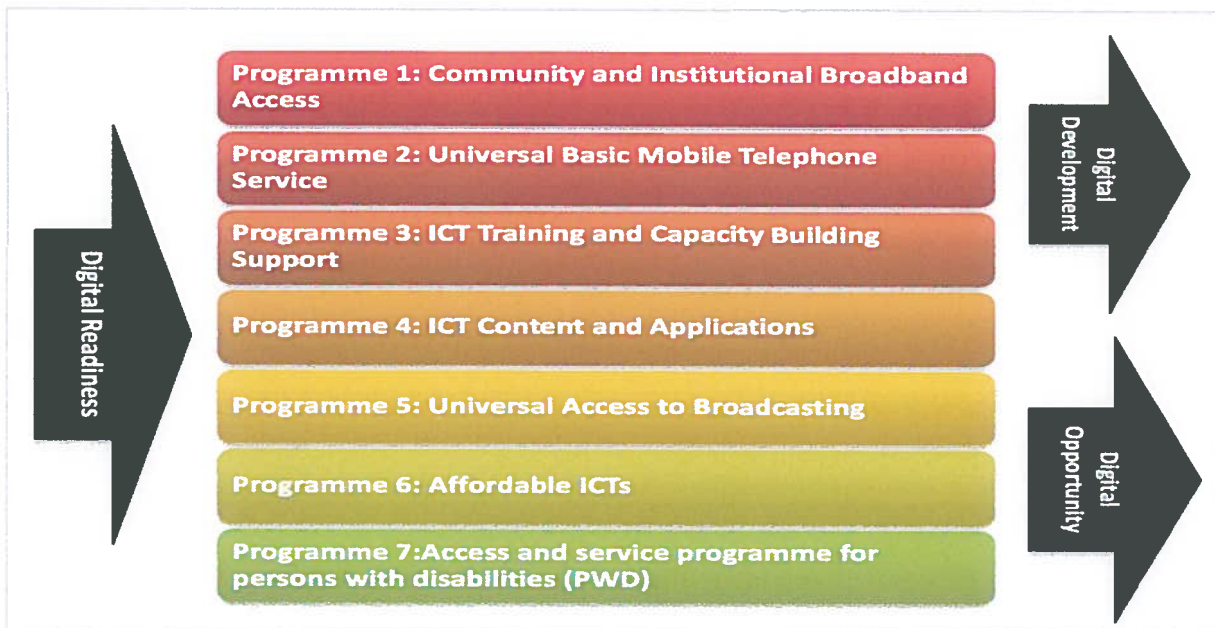 Digital Readiness
Programme 1: Community and Institutional Broadband
Access
Programme 2: Universal Basic Mobile Telephone
Service
Programme 3: ICT Training and Capacity Building
Support
Programme 4: ICT Content and Applications
Programme 5: Universal Access to Broadcasting
Programme 6: Affordable ICTs
Programme 7:Access and service programme for
persons with disabilities (PWD)
Digital
Development
Digital
Opportunity